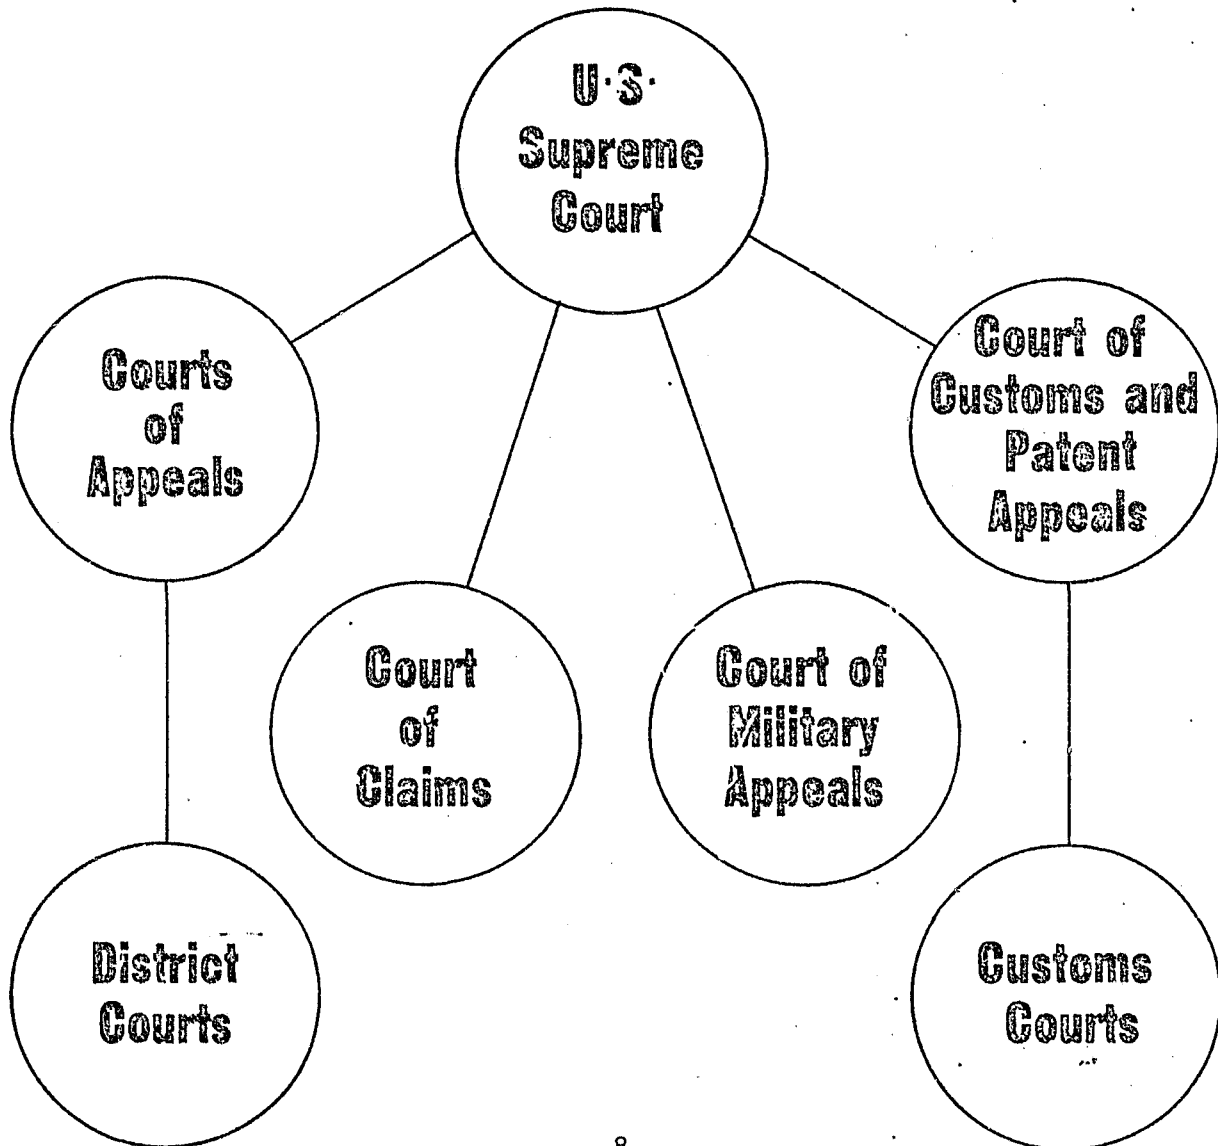 U.S.
Supreme
Court
Courts
of
Appeals
Court of
Customs and
Patent
Appeals
Court
of
Claims
Court of
Military
Appeals
District
Courts
Customs
Courts
8